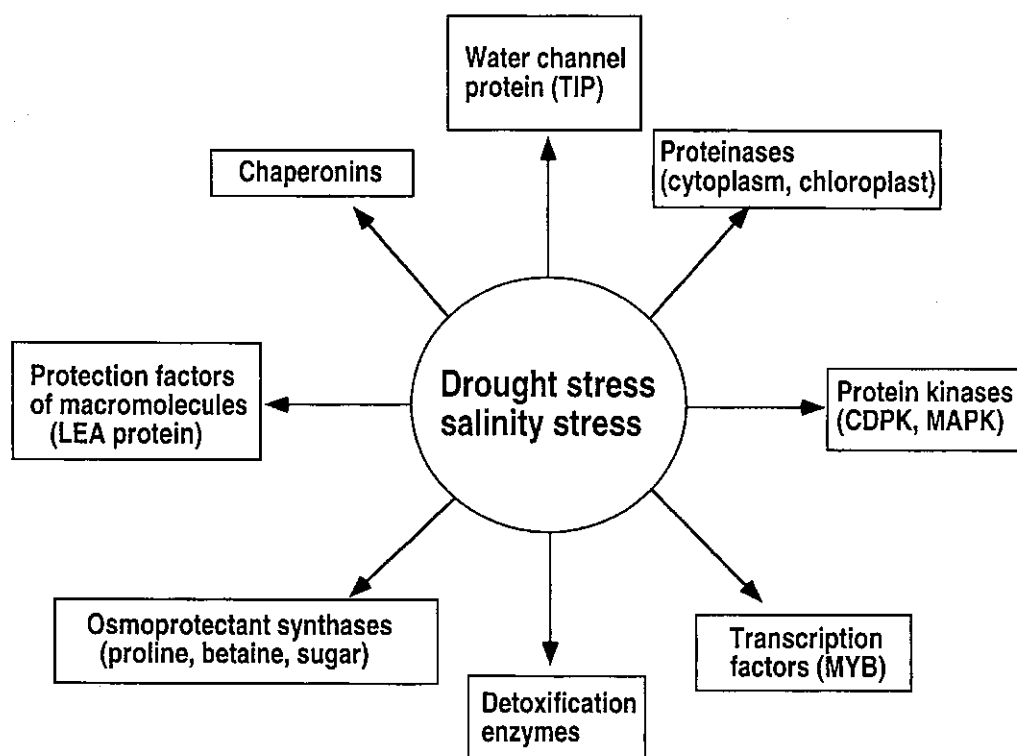 Water channel
protein (TIP)
Proteinases
(cytoplasm, chloroplast)
Chaperonins
Drought stress
salinity stress
Protection factors
of macromolecules
(LEA protein)
Protein kinases
(CDPK, MAPK)
Osmoprotectant synthases
(proline, betaine, sugar)
Transcription
factors (MYB)
Detoxification
enzymes